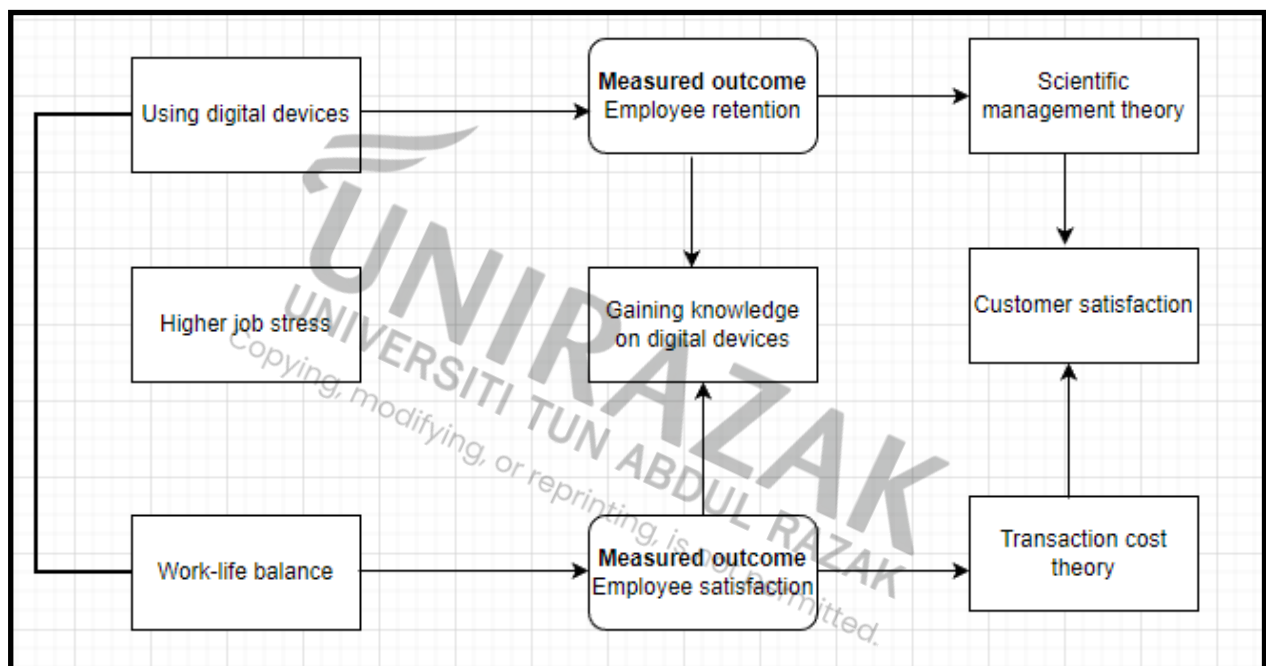 Using digital devices
Measured outcome
Employee retention
Scientific
management theory
Higher job stress
Gaining knowledge
on digital devices
Customer satisfaction
Work-life balance
Measured outcome
Employee satisfaction
Transaction cost
theory
UNIRAZAK
UNIVERSITI TUN ABDUL RAZAK
Copying, modifying, or reprinting, is not permitted.